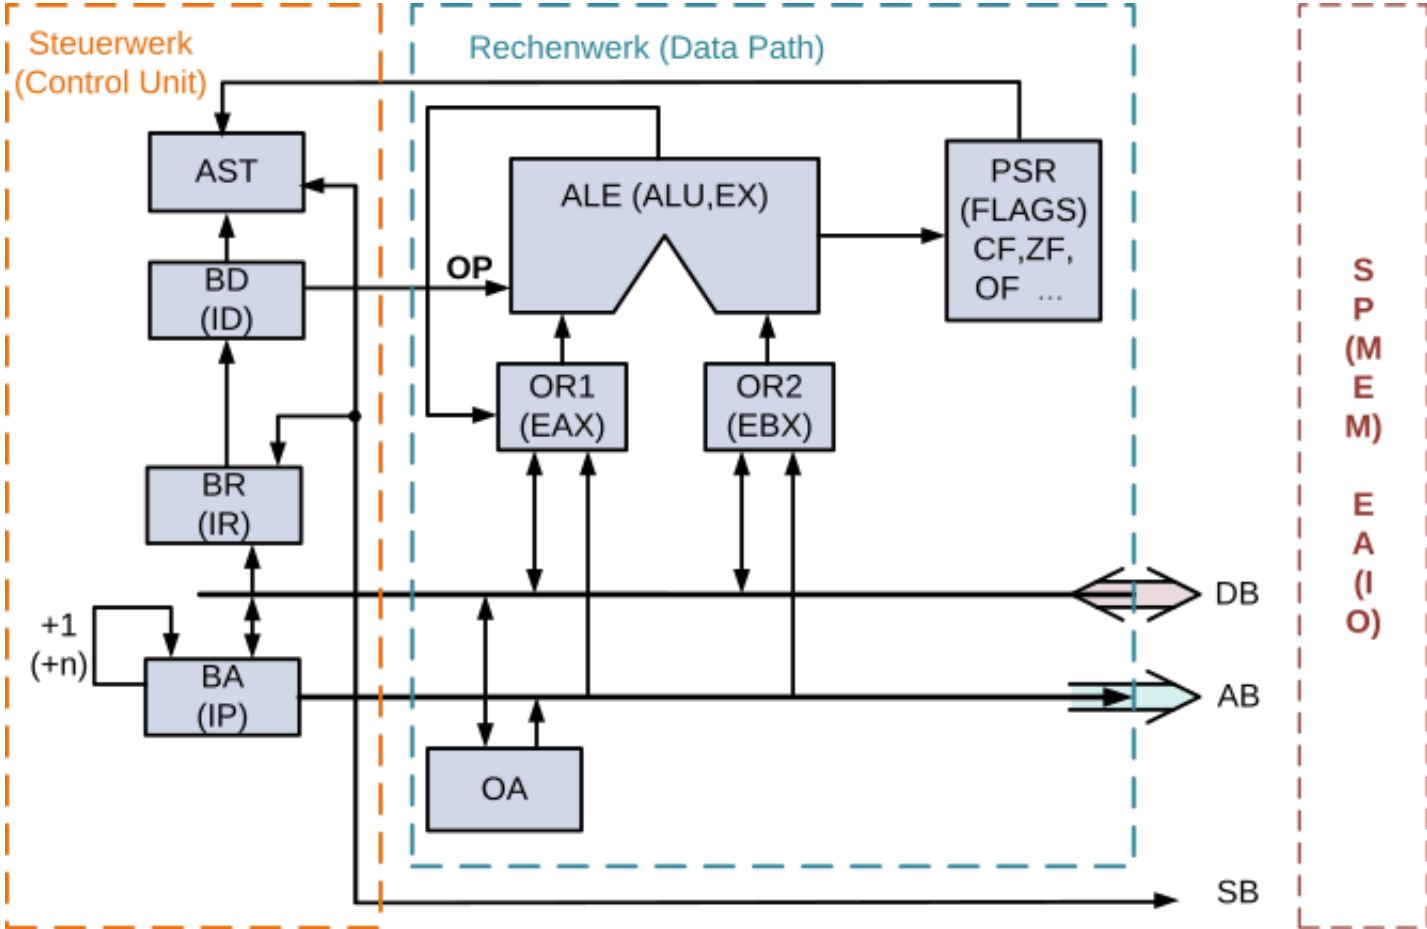 Steuerwerk
(Control Unit)
Rechenwerk (Data Path)
AST
ALE (ALU,EX)
PSR
(FLAGS)
CF,ZF,
OF ...
BD
(ID)
OP
OR1
(EAX)
OR2
(EBX)
BR
(IR)
+1
(+n)
BA
(IP)
OA
DB
AB
SB
S
P
(M
E
M)
E
A
(I
O)